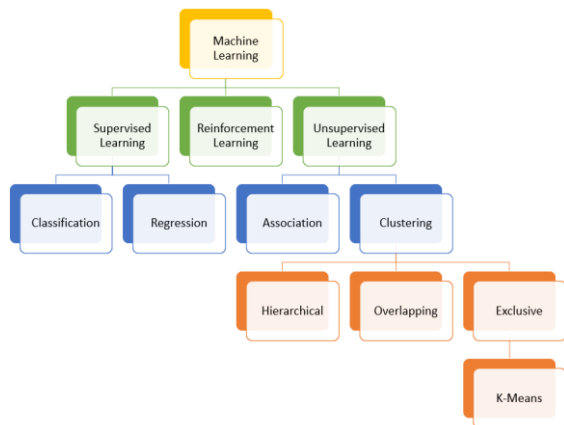 Machine
Learning
Supervised
Learning
Reinforcement
Learning
Unsupervised
Learning
Classification
Regression
Association
Clustering
Hierarchical
Overlapping
Exclusive
K-Means